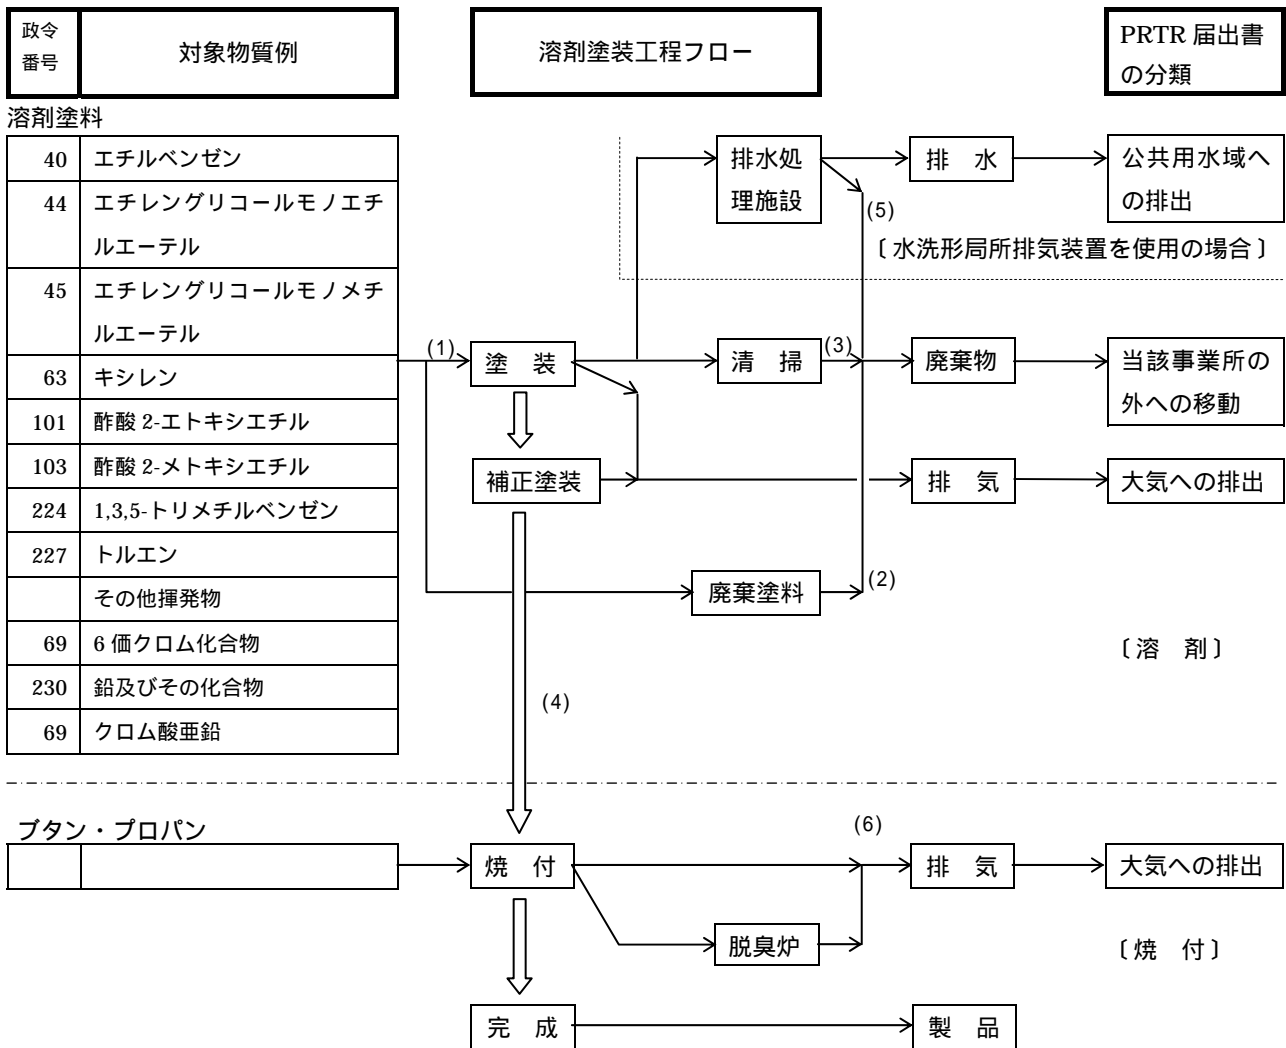 政令
番号
対象物質例
溶剤塗装工程フロー
PRTR 届出書
の分類
溶剤塗料
40 エチルベンゼン
44 エチレングリコールモノエチ
ルエーテル
45 エチレングリコールモノメチ
ルエーテル
63 キシレン
101 酢酸 2-エトキシエチル
103 酢酸 2-メトキシエチル
224 1,3,5-トリメチルベンゼン
227 トルエン
その他揮発物
69 6 価クロム化合物
230 鉛及びその化合物
69 クロム酸亜鉛
排水処
理施設
排 水
公共用水域へ
の排出
(5)
〔水洗形局所排気装置を使用の場合〕
(1)
塗 装
清 掃
(3)
廃棄物
当該事業所の
外への移動
補正塗装
排 気
大気への排出
廃棄塗料
(2)
〔溶 剤〕
(4)
ブタン・プロパン
(6)
焼 付
排 気
大気への排出
脱臭炉
〔焼 付〕
完 成
製 品